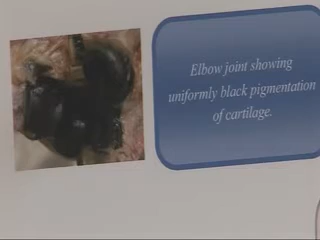 Elbow joint showing
uniformly black pigmentation
of cartilage.